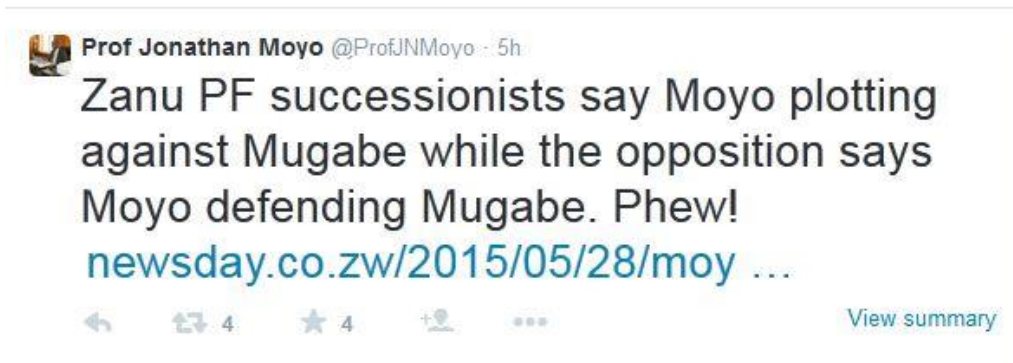 Prof Jonathan Moyo @ProfJNMoyo · 5h
Zanu PF successionists say Moyo plotting
against Mugabe while the opposition says
Moyo defending Mugabe. Phew!
newsday.co.zw/2015/05/28/moy ...
4 4 View summary